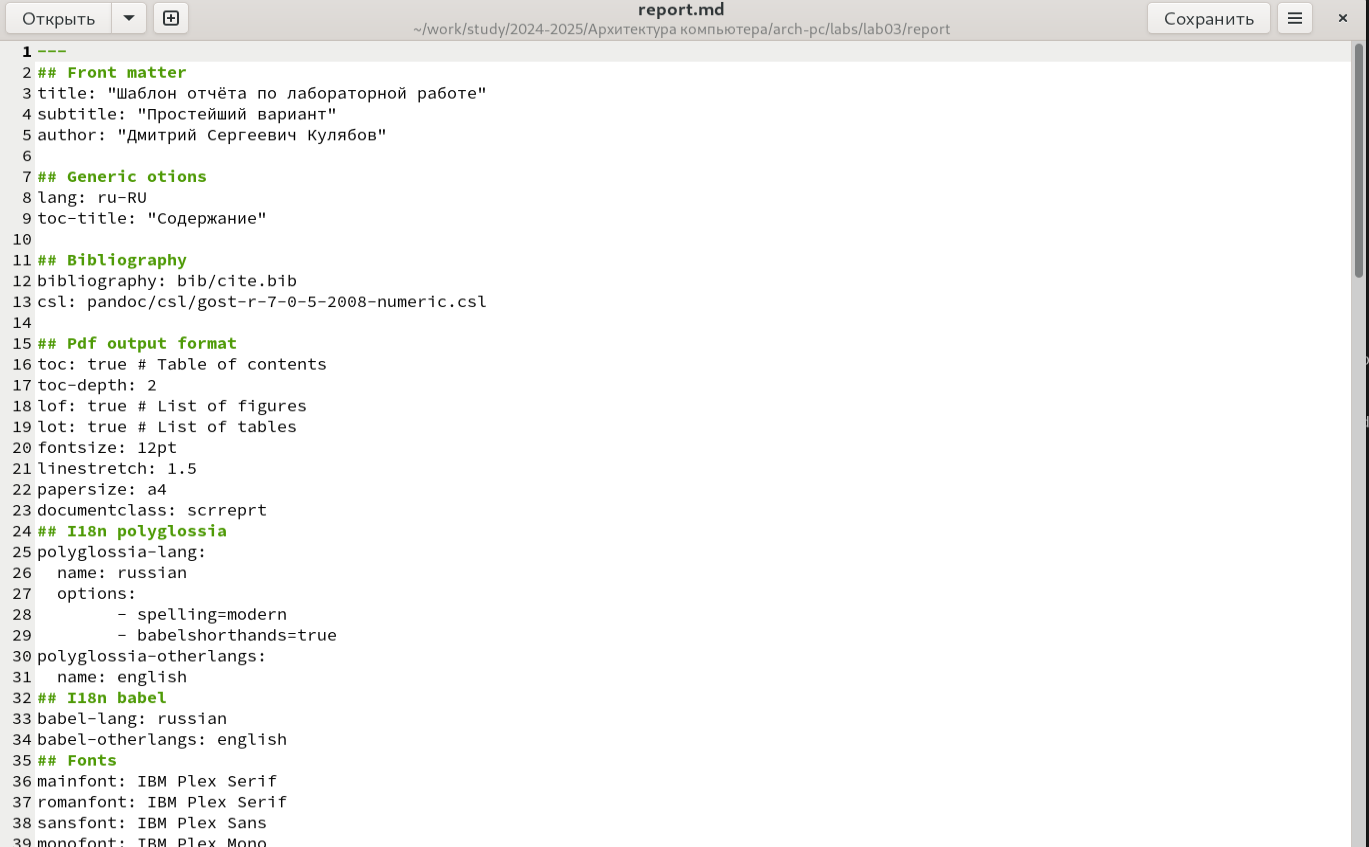 Открыть
report.md
~/work/study/2024-2025/Архитектура компьютера/arch-pc/labs/lab03/report
Сохранить
1 ---
2 ## Front matter
3 title: "Шаблон отчёта по лабораторной работе"
4 subtitle: "Простейший вариант"
5 author: "Дмитрий Сергеевич Кулябов"
6
7 ## Generic otions
8 lang: ru-RU
9 toc-title: "Содержание"
10
11 ## Bibliography
12 bibliography: bib/cite.bib
13 csl: pandoc/csl/gost-r-7-0-5-2008-numeric.csl
14
15 ## Pdf output format
16 toc: true # Table of contents
17 toc-depth: 2
18 lof: true # List of figures
19 lot: true # List of tables
20 fontsize: 12pt
21 linestretch: 1.5
22 papersize: a4
23 documentclass: scrreprt
24 ## I18n polyglossia
25 polyglossia-lang:
26   name: russian
27   options:
28         - spelling=modern
29         - babelshorthands=true
30 polyglossia-otherlangs:
31   name: english
32 ## I18n babel
33 babel-lang: russian
34 babel-otherlangs: english
35 ## Fonts
36 mainfont: IBM Plex Serif
37 romanfont: IBM Plex Serif
38 sansfont: IBM Plex Sans
39 monofont: IBM Plex Mono